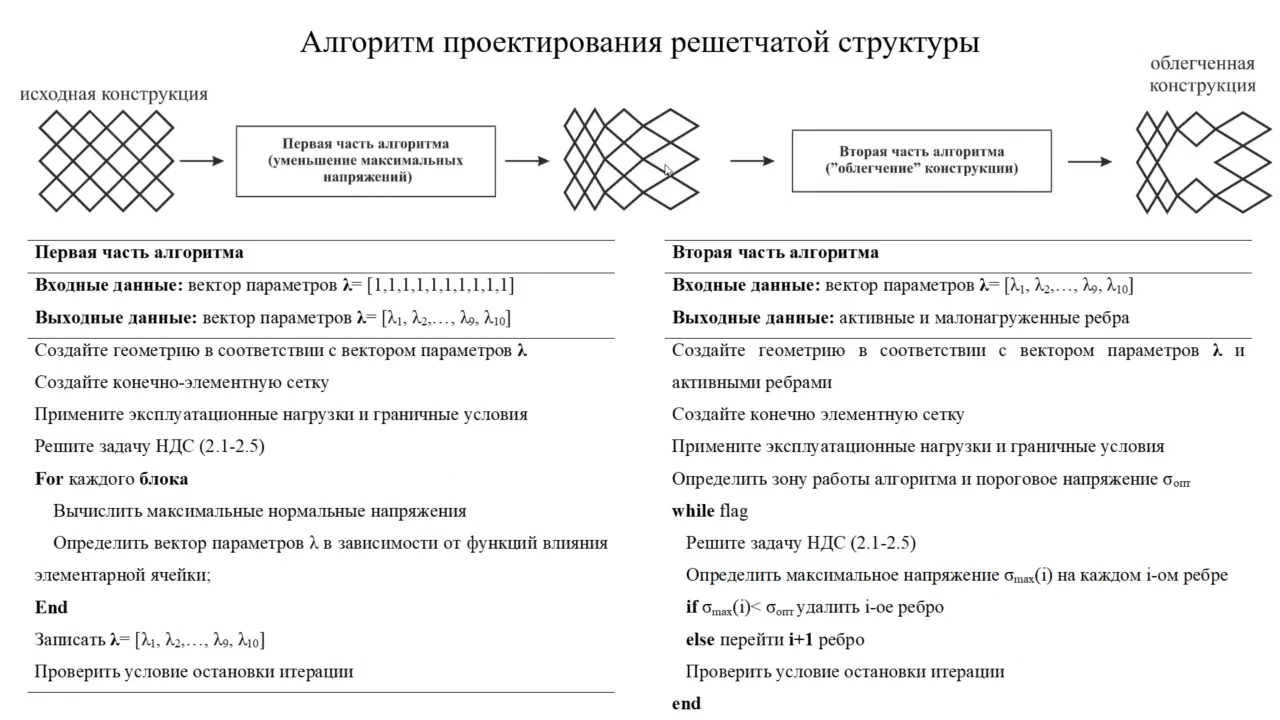 Алгоритм проектирования решетчатой структуры
исходная конструкция
Первая часть алгоритма
(уменьшение максимальных
напряжений)
Вторая часть алгоритма
("облегчение" конструкции)
облегченная
конструкция
Первая часть алгоритма
Входные данные: вектор параметров λ= [1,1,1,1,1,1,1,1,1,1]
Выходные данные: вектор параметров λ= [λ₁, λ₂,…, λ₉, λ₁₀]
Создайте геометрию в соответствии с вектором параметров λ
Создайте конечно-элементную сетку
Примените эксплуатационные нагрузки и граничные условия
Решите задачу НДС (2.1-2.5)
For каждого блока
Вычислить максимальные нормальные напряжения
Определить вектор параметров λ в зависимости от функций влияния
элементарной ячейки;
End
Записать λ= [λ₁, λ₂,…, λ₉, λ₁₀]
Проверить условие остановки итерации
Вторая часть алгоритма
Входные данные: вектор параметров λ= [λ₁, λ₂,…, λ₉, λ₁₀]
Выходные данные: активные и малонагруженные ребра
Создайте геометрию в соответствии с вектором параметров λ и
активными ребрами
Создайте конечно элементную сетку
Примените эксплуатационные нагрузки и граничные условия
Определить зону работы алгоритма и пороговое напряжение σопт
while flag
Решите задачу НДС (2.1-2.5)
Определить максимальное напряжение σmax(i) на каждом i-ом ребре
if σmax(i)< σопт удалить i-ое ребро
else перейти i+1 ребро
Проверить условие остановки итерации
end